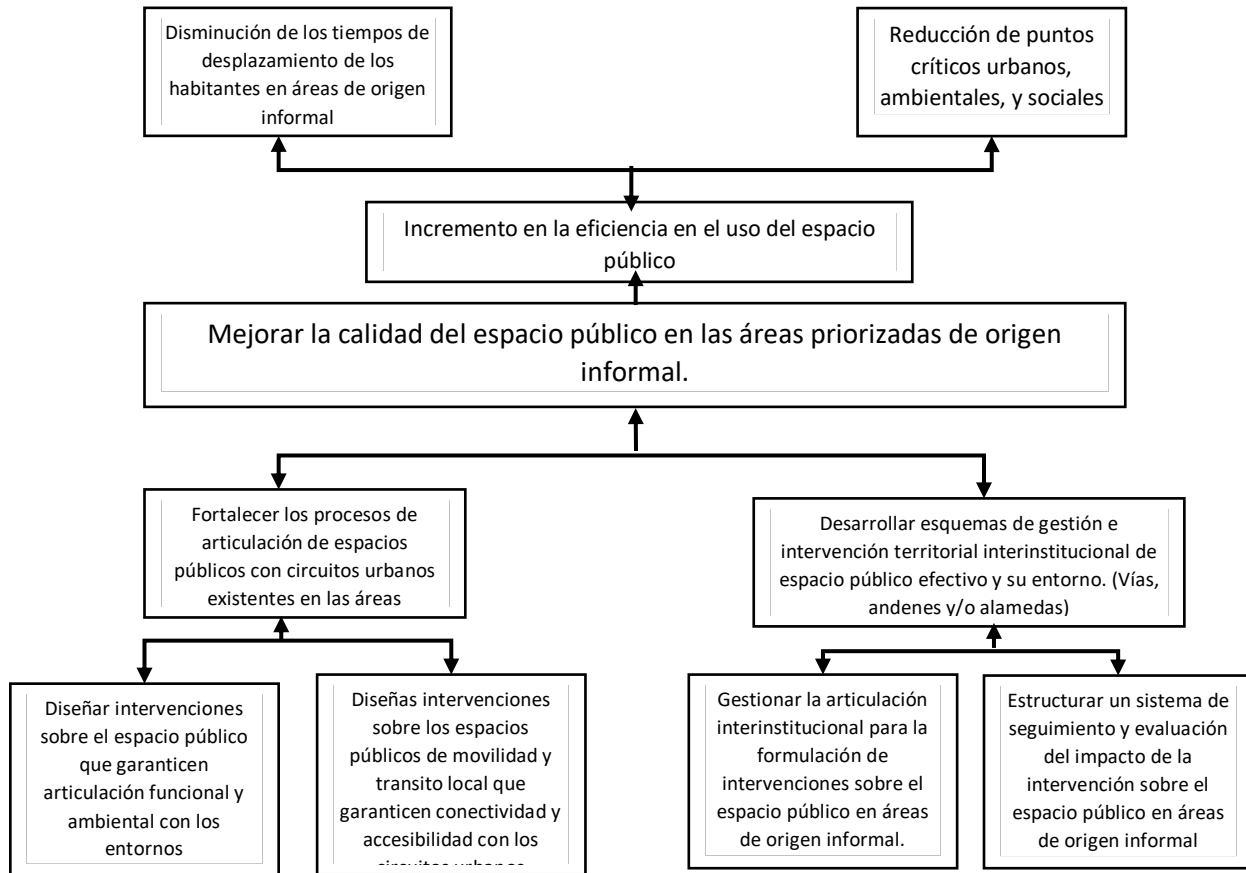 Disminución de los tiempos de
desplazamiento de los
habitantes en áreas de origen
informal
Reducción de puntos
críticos urbanos,
ambientales, y sociales
Incremento en la eficiencia en el uso del espacio
público
Mejorar la calidad del espacio público en las áreas priorizadas de origen
informal.
Fortalecer los procesos de
articulación de espacios
públicos con circuitos urbanos
existentes en las áreas
Desarrollar esquemas de gestión e
intervención territorial interinstitucional de
espacio público efectivo y su entorno. (Vías,
andenes y/o alamedas)
Diseñar intervenciones
sobre el espacio público
que garanticen
articulación funcional y
ambiental con los
entornos
Diseñas intervenciones
sobre los espacios
públicos de movilidad y
transito local que
garanticen conectividad y
accesibilidad con los
circuitos urbanos
Gestionar la articulación
interinstitucional para la
formulación de
intervenciones sobre el
espacio público en áreas
de origen informal.
Estructurar un sistema de
seguimiento y evaluación
del impacto de la
intervención sobre el
espacio público en áreas
de origen informal